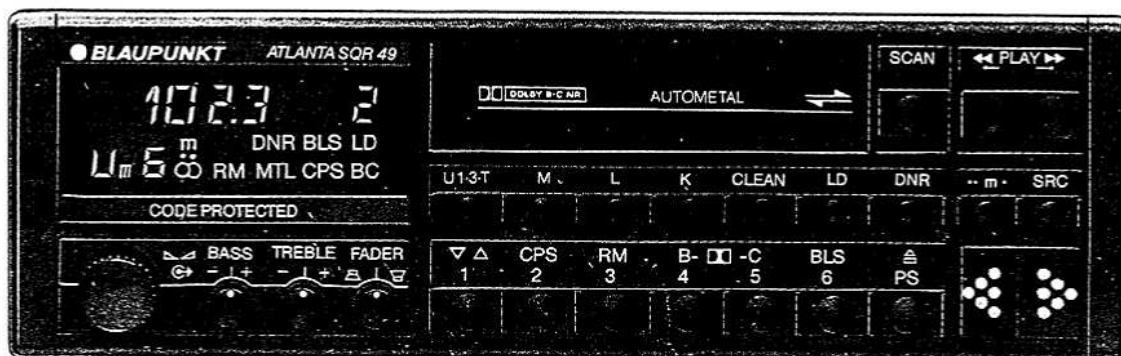 BLAUPUNKT ATLANTA SQR 49
102.3 2
m DNR BLS LD
Um 6 RM MTL CPS BC
CODE PROTECTED
BASS TREBLE FADER
- + - +
DOLBY B-C NR AUTOMETAL
SCAN PLAY
U1·3·T M L K CLEAN LD DNR ·· m · SRC
CPS RM B- -C BLS
1 2 3 4 5 6 PS